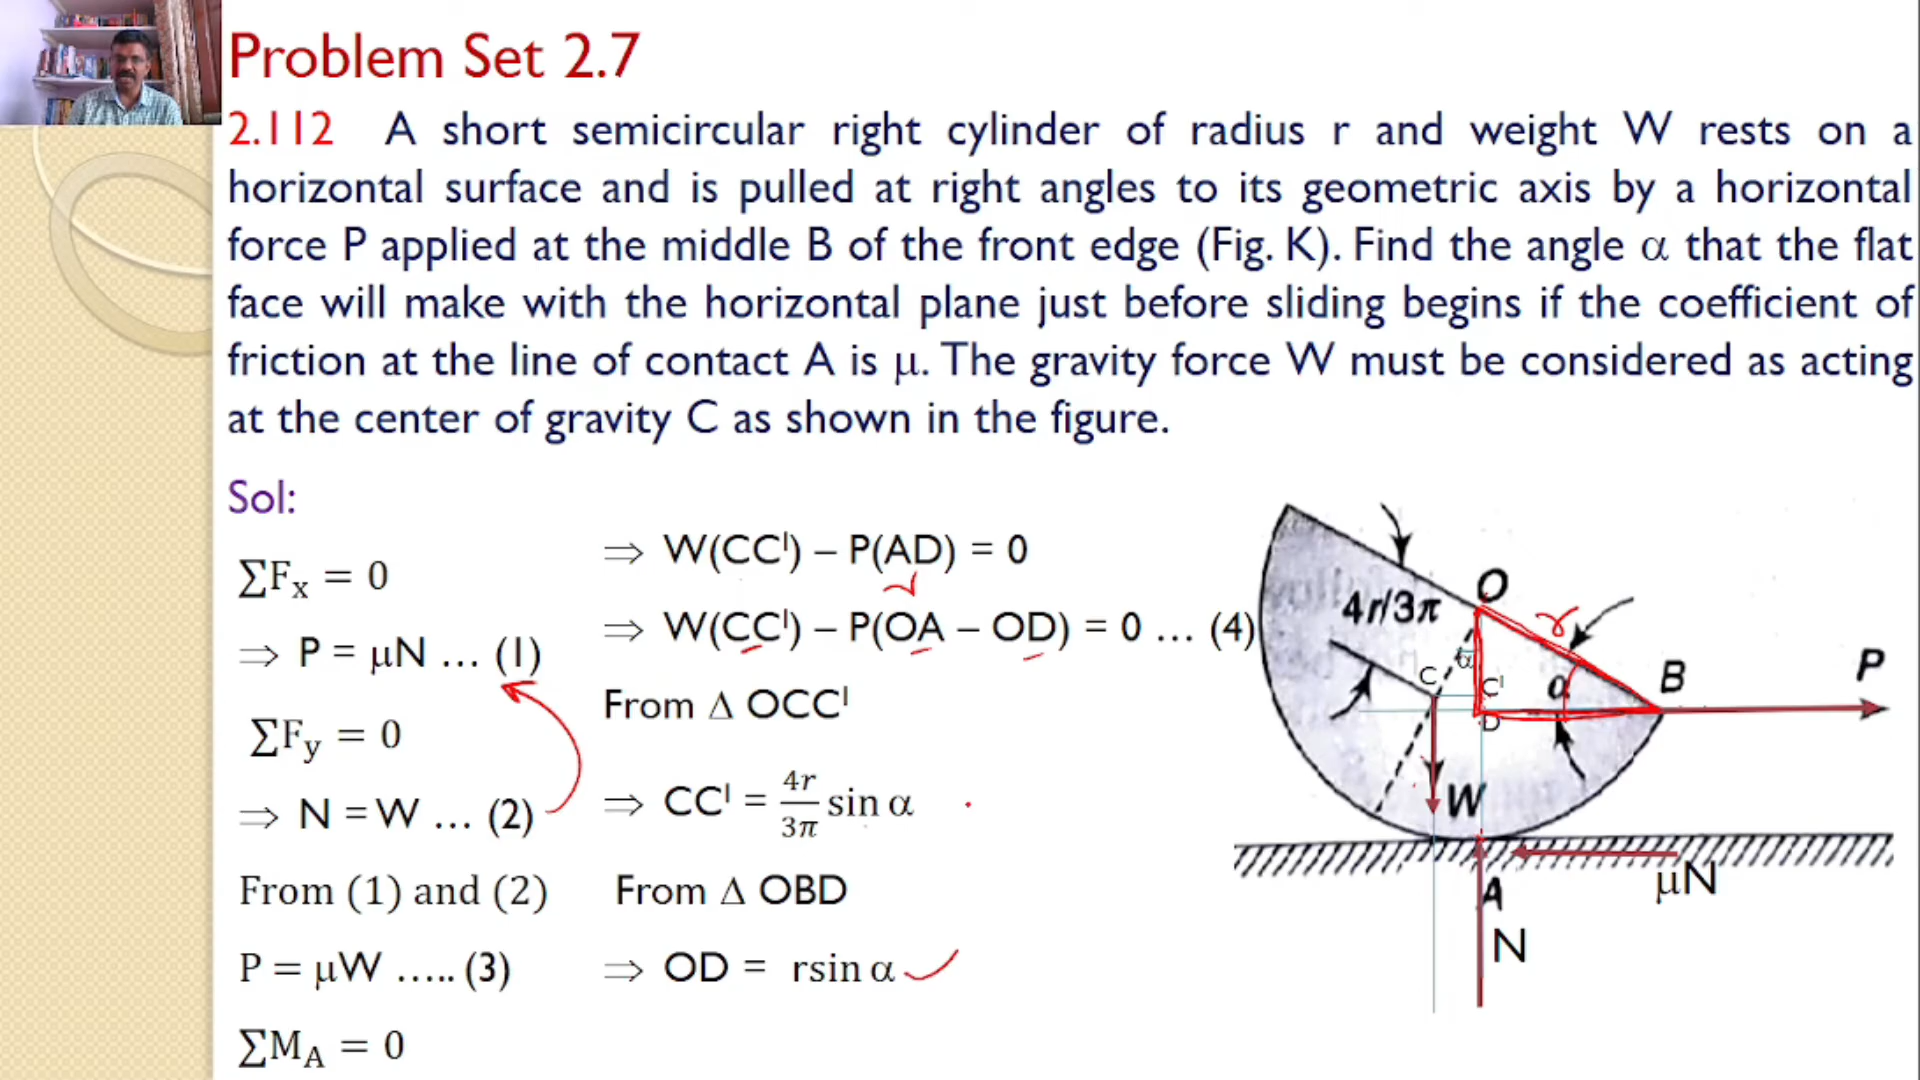 Problem Set 2.7
2.112 A short semicircular right cylinder of radius r and weight W rests on a
horizontal surface and is pulled at right angles to its geometric axis by a horizontal
force P applied at the middle B of the front edge (Fig. K). Find the angle α that the flat
face will make with the horizontal plane just before sliding begins if the coefficient of
friction at the line of contact A is μ. The gravity force W must be considered as acting
at the center of gravity C as shown in the figure.
Sol:
∑Fx = 0
⇒ P = μN ... (1)
∑Fy = 0
⇒ N = W ... (2)
From (1) and (2)
P = μW ..... (3)
∑MA = 0
⇒ W(CC') – P(AD) = 0
⇒ W(CC') – P(OA – OD) = 0 ... (4)
From Δ OCC'
⇒ CC' = 4r/3π sin α
From Δ OBD
⇒ OD = rsin α
O
4r/3π
r
α
C
C'
α
B
P
D
W
A
μN
N